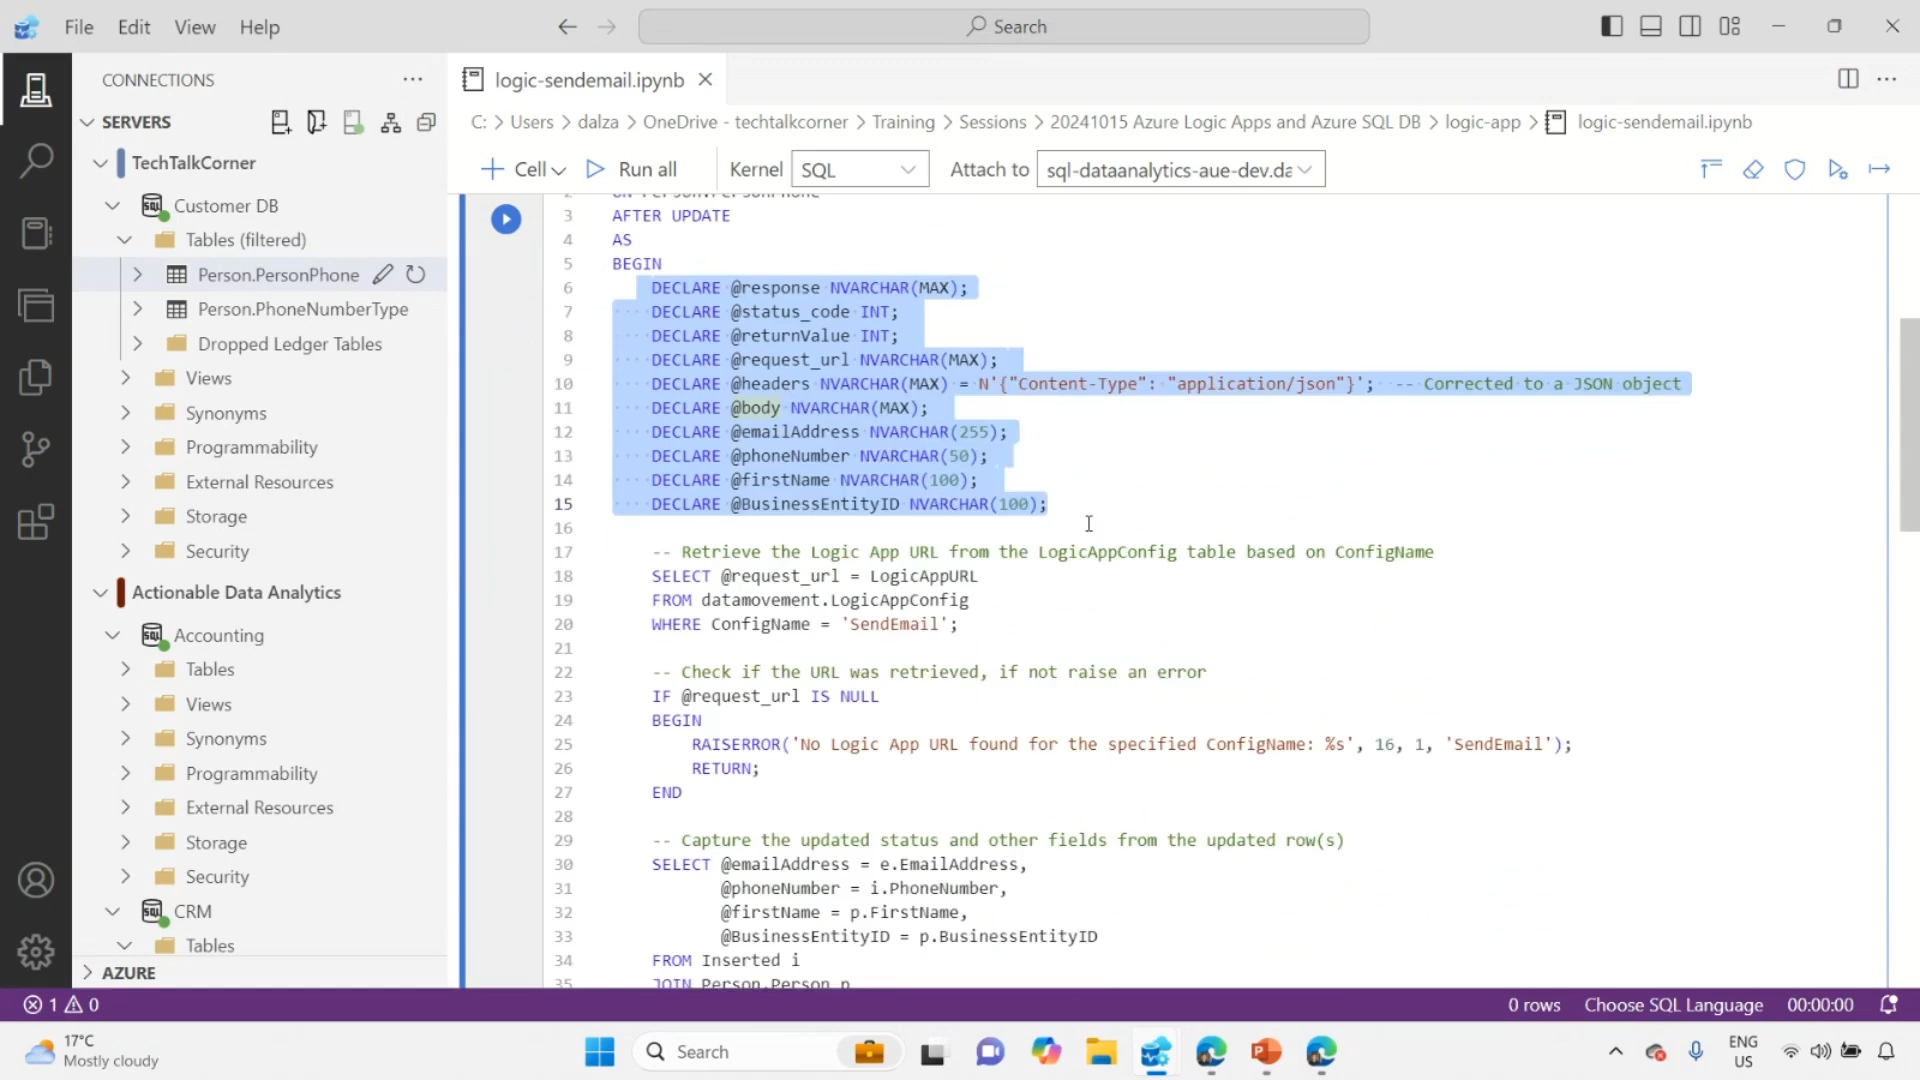 File Edit View Help
Search
CONNECTIONS
logic-sendemail.ipynb
SERVERS
C: > Users > dalza > OneDrive - techtalkcorner > Training > Sessions > 20241015 Azure Logic Apps and Azure SQL DB > logic-app > logic-sendemail.ipynb
Cell Run all Kernel SQL Attach to sql-dataanalytics-aue-dev.da
TechTalkCorner
Customer DB
Tables (filtered)
Person.PersonPhone
Person.PhoneNumberType
Dropped Ledger Tables
Views
Synonyms
Programmability
External Resources
Storage
Security
Actionable Data Analytics
Accounting
Tables
Views
Synonyms
Programmability
External Resources
Storage
Security
CRM
Tables
AZURE
3 AFTER UPDATE
4 AS
5 BEGIN
6 DECLARE @response NVARCHAR(MAX);
7 DECLARE @status_code INT;
8 DECLARE @returnValue INT;
9 DECLARE @request_url NVARCHAR(MAX);
10 DECLARE @headers NVARCHAR(MAX) = N'{"Content-Type": "application/json"}'; -- Corrected to a JSON object
11 DECLARE @body NVARCHAR(MAX);
12 DECLARE @emailAddress NVARCHAR(255);
13 DECLARE @phoneNumber NVARCHAR(50);
14 DECLARE @firstName NVARCHAR(100);
15 DECLARE @BusinessEntityID NVARCHAR(100);
16
17 -- Retrieve the Logic App URL from the LogicAppConfig table based on ConfigName
18 SELECT @request_url = LogicAppURL
19 FROM datamovement.LogicAppConfig
20 WHERE ConfigName = 'SendEmail';
21
22 -- Check if the URL was retrieved, if not raise an error
23 IF @request_url IS NULL
24 BEGIN
25 RAISERROR('No Logic App URL found for the specified ConfigName: %s', 16, 1, 'SendEmail');
26 RETURN;
27 END
28
29 -- Capture the updated status and other fields from the updated row(s)
30 SELECT @emailAddress = e.EmailAddress,
31 @phoneNumber = i.PhoneNumber,
32 @firstName = p.FirstName,
33 @BusinessEntityID = p.BusinessEntityID
34 FROM Inserted i
35 JOIN Person.Person p
1 0
0 rows Choose SQL Language 00:00:00
17°C
Mostly cloudy
Search
ENG
US